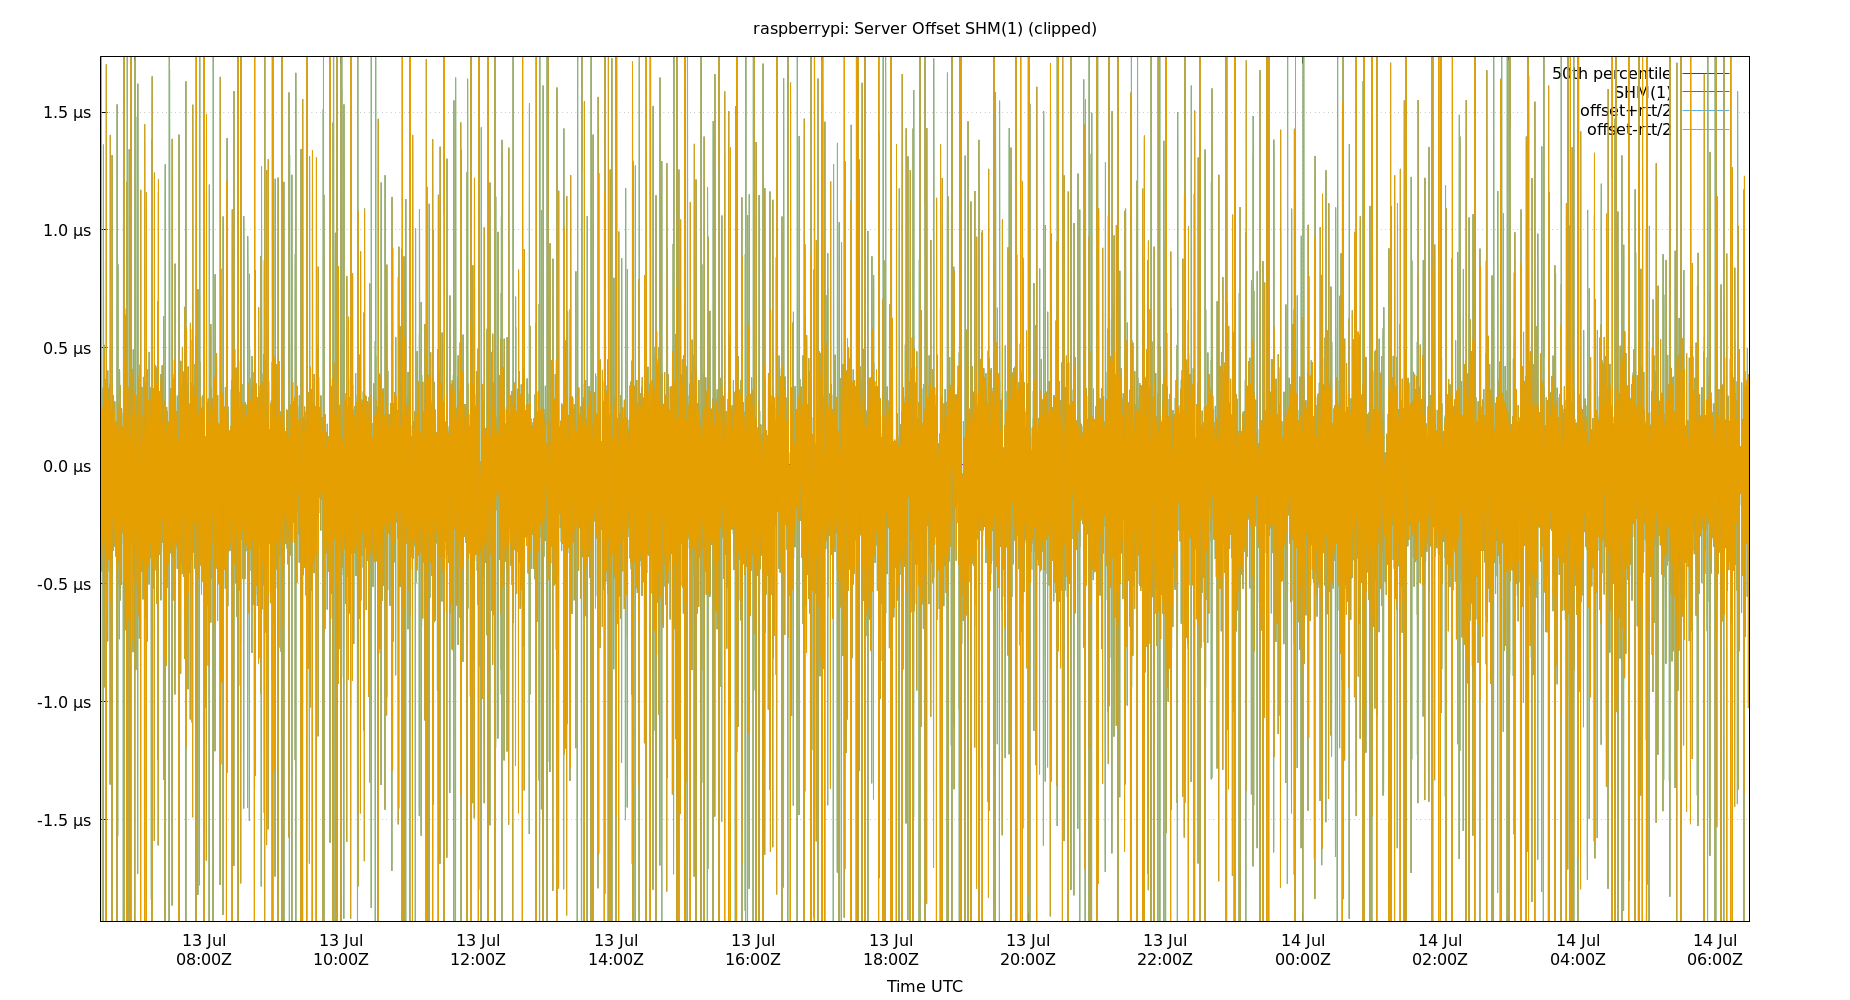 raspberrypi: Server Offset SHM(1) (clipped)
50th percentile
SHM(1)
offset+rtt/2
offset-rtt/2
1.5 µs
1.0 µs
0.5 µs
0.0 µs
-0.5 µs
-1.0 µs
-1.5 µs
13 Jul 13 Jul 13 Jul 13 Jul 13 Jul 13 Jul 13 Jul 13 Jul 14 Jul 14 Jul 14 Jul 14 Jul
08:00Z 10:00Z 12:00Z 14:00Z 16:00Z 18:00Z 20:00Z 22:00Z 00:00Z 02:00Z 04:00Z 06:00Z
Time UTC